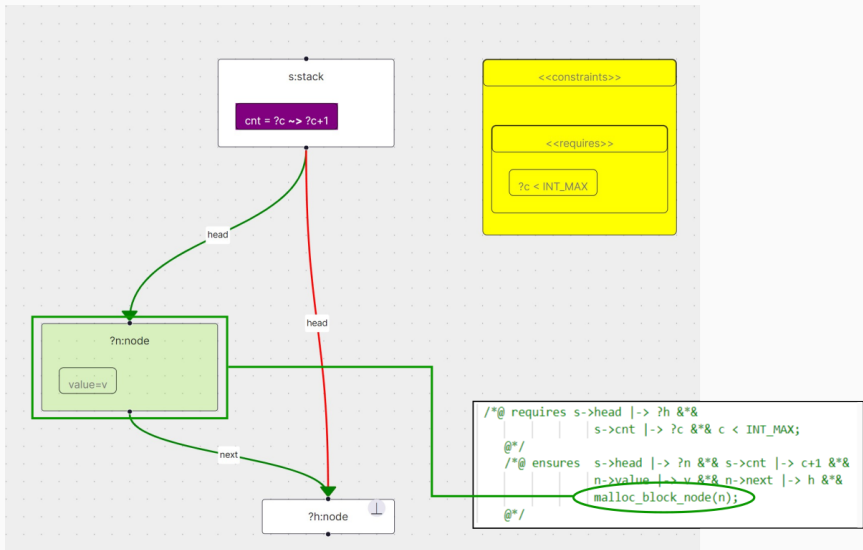 s:stack
cnt = ?c ~> ?c+1
<<constraints>>
<<requires>>
?c < INT_MAX
head
head
?n:node
value=v
next
?h:node
/*@ requires s->head |-> ?h &*&
s->cnt |-> ?c &*& c < INT_MAX;
@*/
/*@ ensures s->head |-> ?n &*& s->cnt |-> c+1 &*&
n->value |-> v &*& n->next |-> h &*&
malloc_block_node(n);
@*/